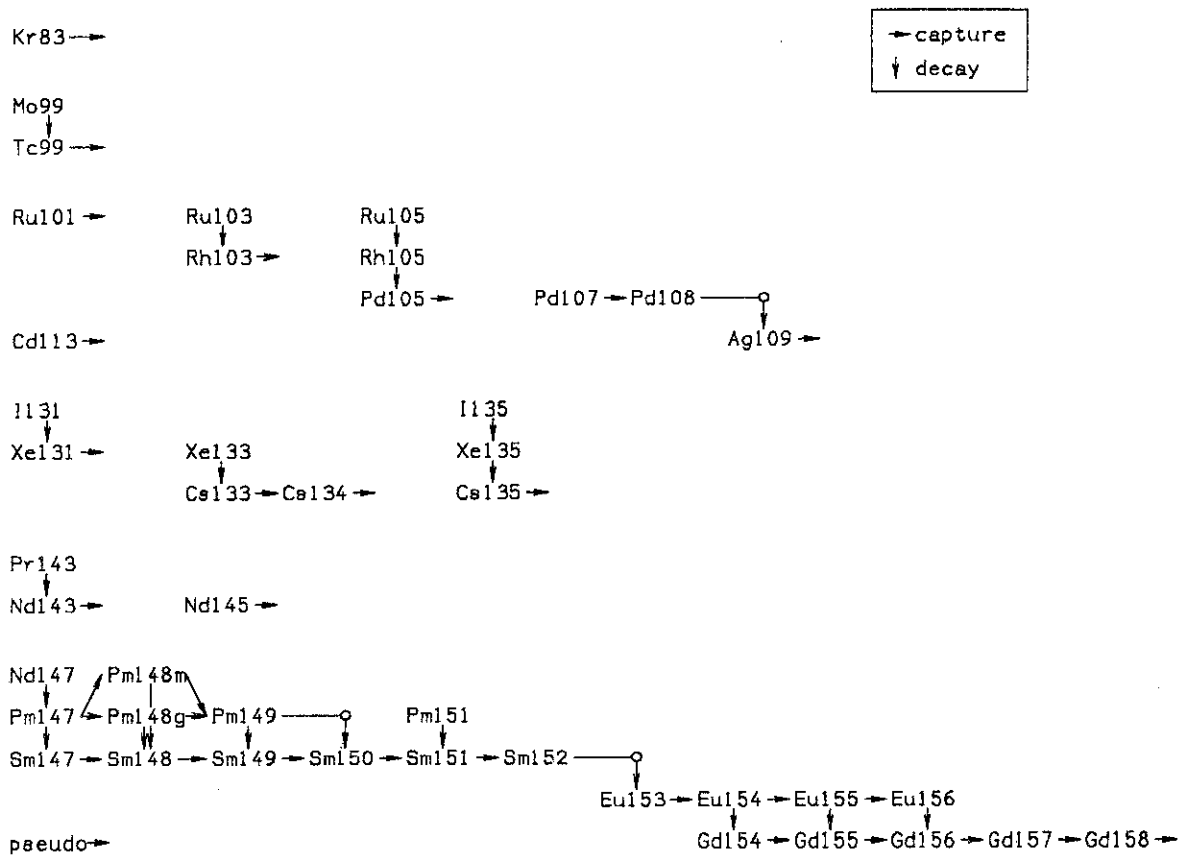 Kr83
capture
decay
Mo99
Tc99
Ru101 Ru103 Ru105
Rh103 Rh105
Pd105 Pd107 Pd108
Cd113 Ag109
I131 I135
Xe131 Xe133 Xe135
Cs133 Cs134 Cs135
Pr143
Nd143 Nd145
Nd147 Pm148m
Pm147 Pm148g Pm149 Pm151
Sm147 Sm148 Sm149 Sm150 Sm151 Sm152
Eu153 Eu154 Eu155 Eu156
pseudo Gd154 Gd155 Gd156 Gd157 Gd158